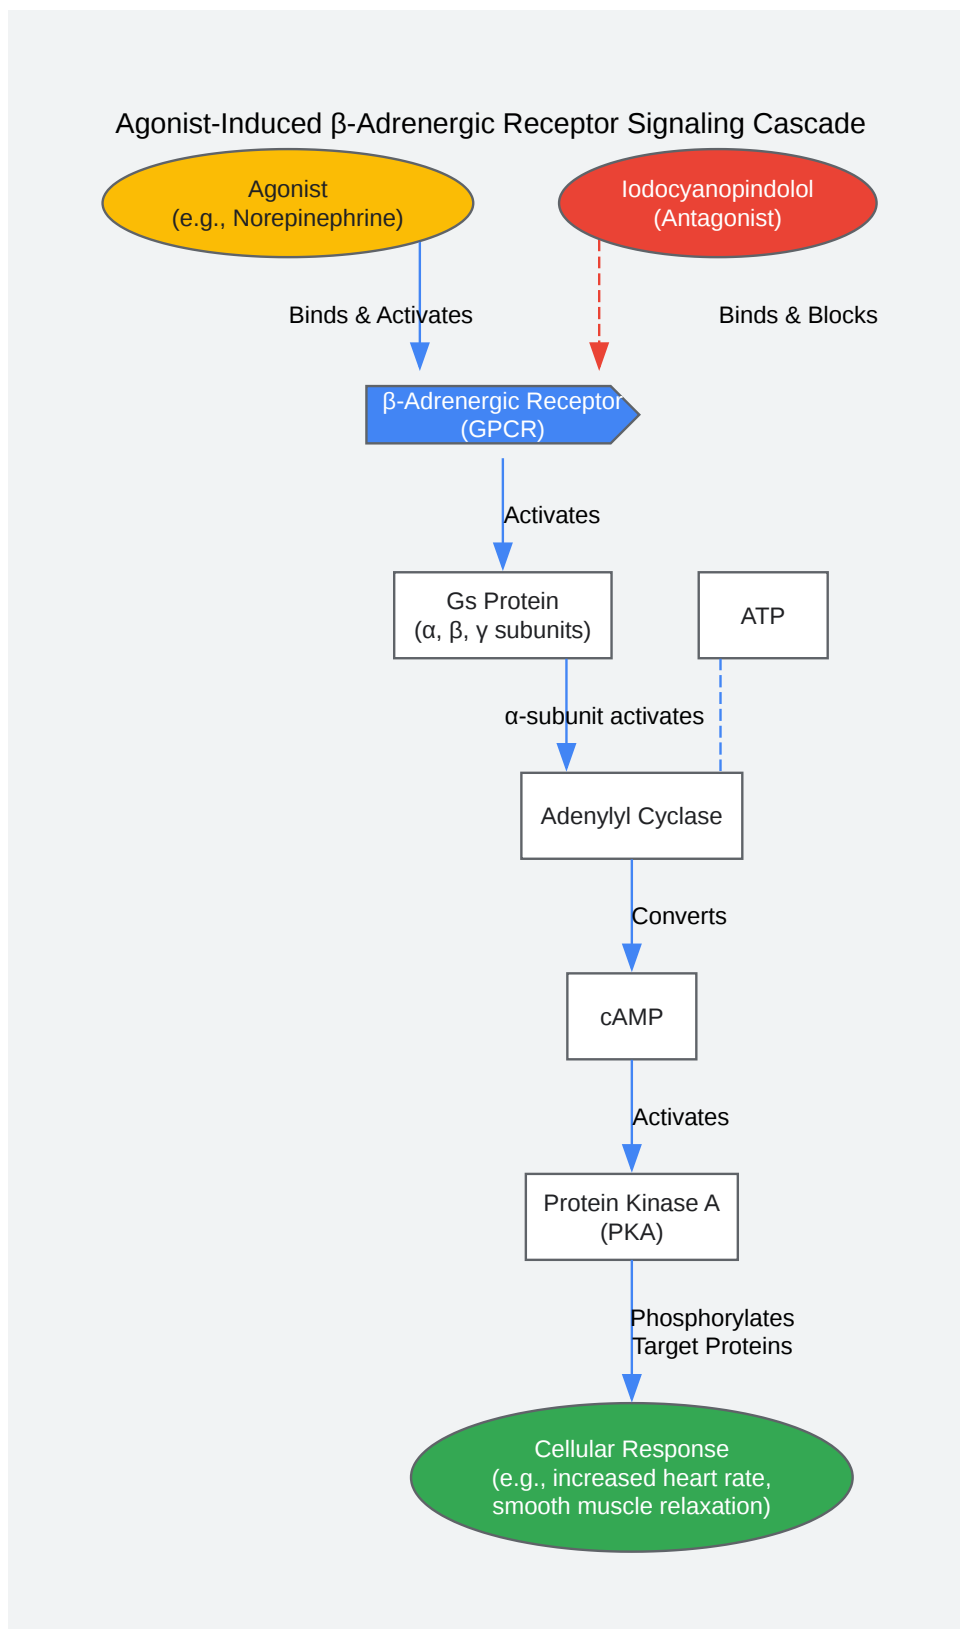 Agonist-Induced β-Adrenergic Receptor Signaling Cascade
Agonist
(e.g., Norepinephrine)
Iodocyanopindolol
(Antagonist)
Binds & Activates
Binds & Blocks
β-Adrenergic Receptor
(GPCR)
Activates
Gs Protein
(α, β, γ subunits)
ATP
α-subunit activates
Adenylyl Cyclase
Converts
cAMP
Activates
Protein Kinase A
(PKA)
Phosphorylates
Target Proteins
Cellular Response
(e.g., increased heart rate,
smooth muscle relaxation)